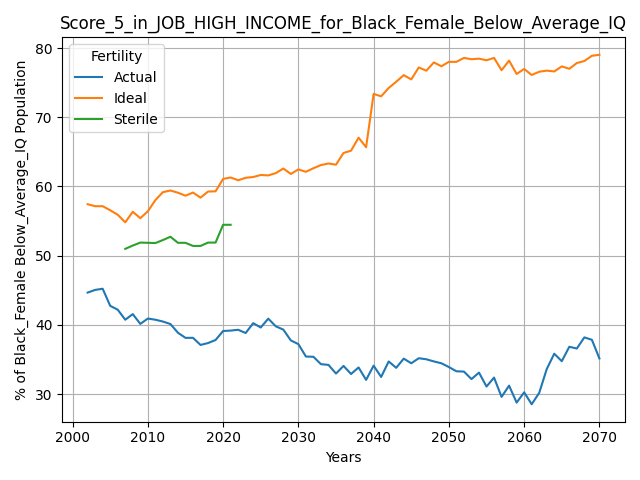 Score_5_in_JOB_HIGH_INCOME_for_Black_Female_Below_Average_IQ
% of Black_Female Below_Average_IQ Population
80
70
60
50
40
30
Fertility
Actual
Ideal
Sterile
2000 2010 2020 2030 2040 2050 2060 2070
Years